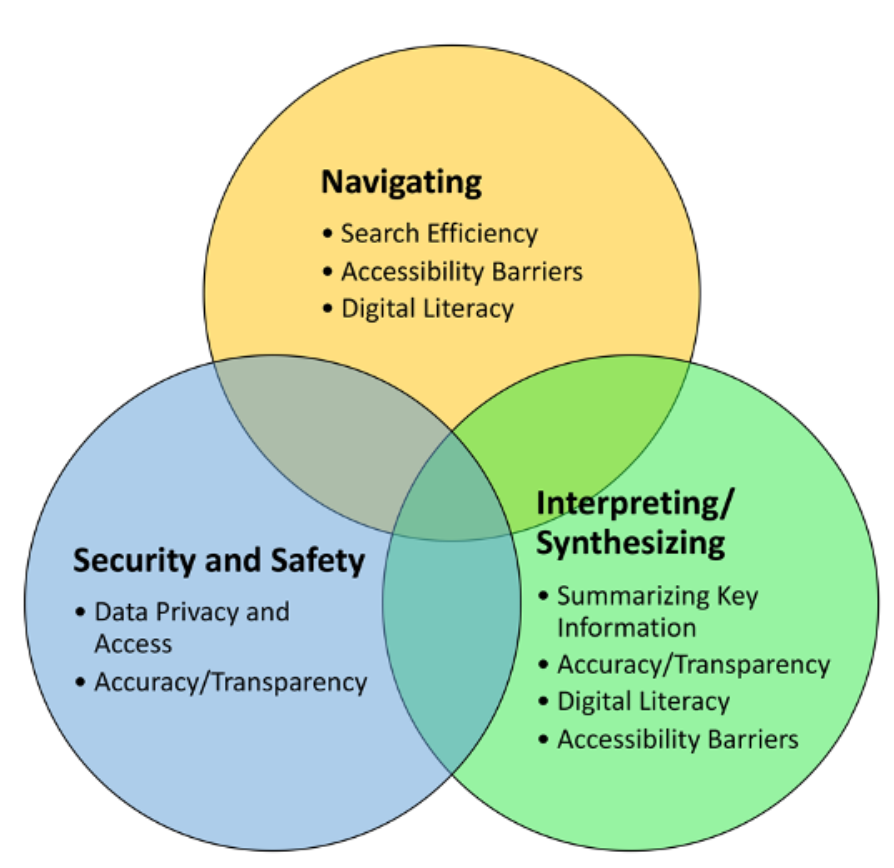 Navigating
• Search Efficiency
• Accessibility Barriers
• Digital Literacy
Security and Safety
• Data Privacy and
Access
• Accuracy/Transparency
Interpreting/
Synthesizing
• Summarizing Key
Information
• Accuracy/Transparency
• Digital Literacy
• Accessibility Barriers